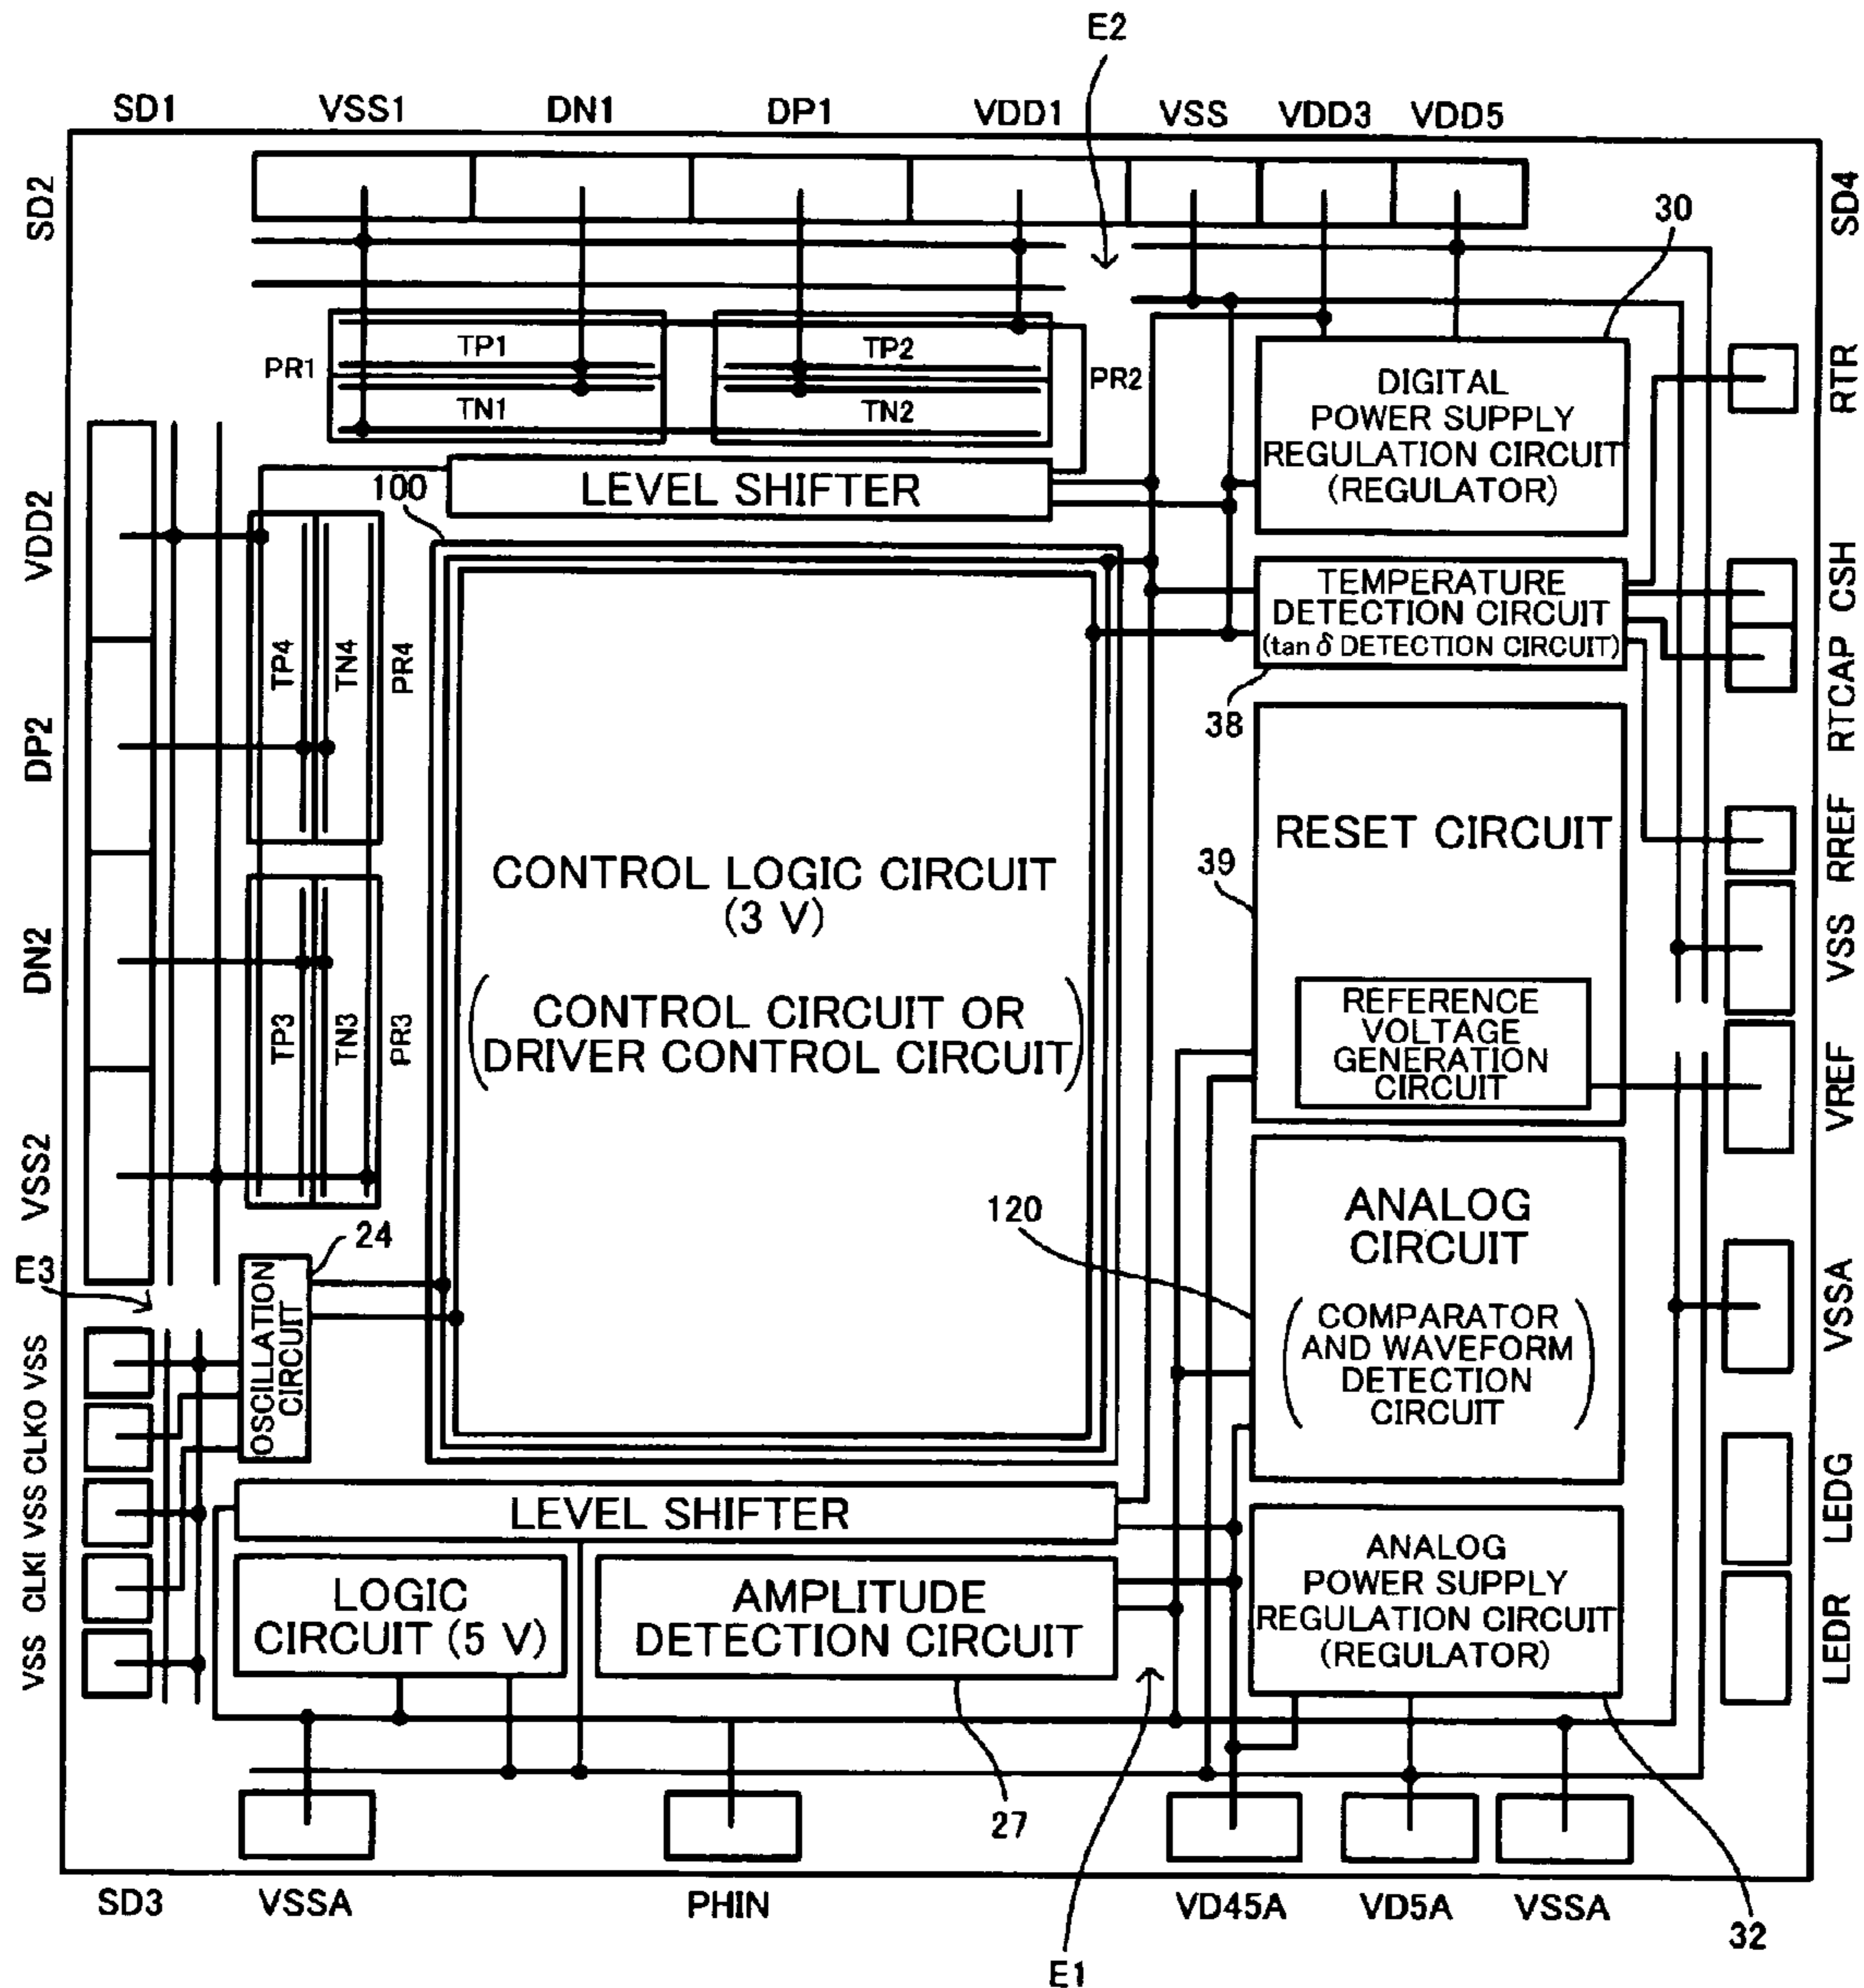 E2
SD1 VSS1 DN1 DP1 VDD1 VSS VDD3 VDD5
SD2
SD4
30
PR1
TP1
TN1
TP2
TN2
PR2
DIGITAL
POWER SUPPLY
REGULATION CIRCUIT
(REGULATOR)
RTR
100
LEVEL SHIFTER
VDD2
TP4
TN4
PR4
TEMPERATURE
DETECTION CIRCUIT
(tan δ DETECTION CIRCUIT)
38
CSH
RTCAP
DP2
RESET CIRCUIT
39
RREF
CONTROL LOGIC CIRCUIT
(3 V)
CONTROL CIRCUIT OR
DRIVER CONTROL CIRCUIT
DN2
TP3
TN3
PR3
REFERENCE
VOLTAGE
GENERATION
CIRCUIT
VSS
VREF
VSS2
24
120
ANALOG
CIRCUIT
COMPARATOR
AND WAVEFORM
DETECTION
CIRCUIT
VSSA
E3
OSCILLATION
CIRCUIT
VSS
CLKO
VSS
CLKI
VSS
LEVEL SHIFTER
LOGIC
CIRCUIT (5 V)
AMPLITUDE
DETECTION CIRCUIT
ANALOG
POWER SUPPLY
REGULATION CIRCUIT
(REGULATOR)
LEDG
LEDR
27
SD3 VSSA PHIN VD45A VD5A VSSA
32
E1